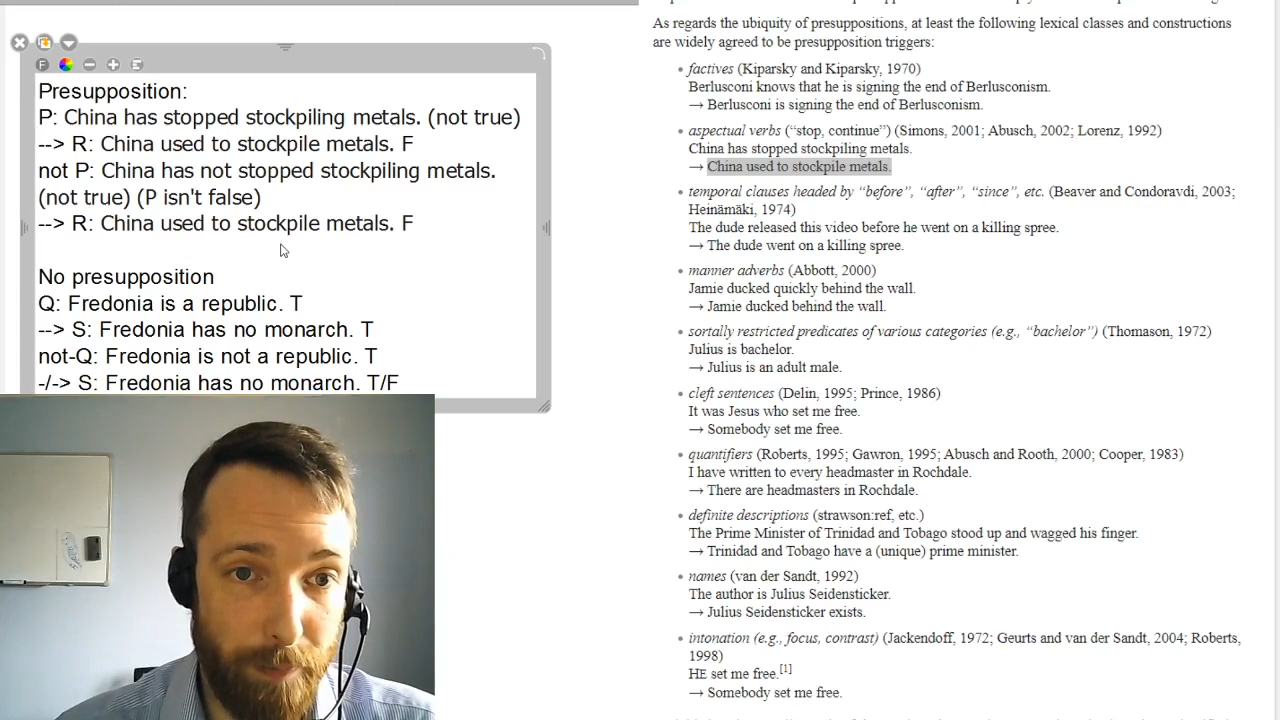 Presupposition:
P: China has stopped stockpiling metals. (not true)
--> R: China used to stockpile metals. F
not P: China has not stopped stockpiling metals.
(not true) (P isn't false)
--> R: China used to stockpile metals. F
No presupposition
Q: Fredonia is a republic. T
--> S: Fredonia has no monarch. T
not-Q: Fredonia is not a republic. T
-/-> S: Fredonia has no monarch. T/F
As regards the ubiquity of presuppositions, at least the following lexical classes and constructions
are widely agreed to be presupposition triggers:
• factives (Kiparsky and Kiparsky, 1970)
Berlusconi knows that he is signing the end of Berlusconism.
→ Berlusconi is signing the end of Berlusconism.
• aspectual verbs (“stop, continue”) (Simons, 2001; Abusch, 2002; Lorenz, 1992)
China has stopped stockpiling metals.
→ China used to stockpile metals.
• temporal clauses headed by “before”, “after”, “since”, etc. (Beaver and Condoravdi, 2003;
Heinämäki, 1974)
The dude released this video before he went on a killing spree.
→ The dude went on a killing spree.
• manner adverbs (Abbott, 2000)
Jamie ducked quickly behind the wall.
→ Jamie ducked behind the wall.
• sortally restricted predicates of various categories (e.g., “bachelor”) (Thomason, 1972)
Julius is bachelor.
→ Julius is an adult male.
• cleft sentences (Delin, 1995; Prince, 1986)
It was Jesus who set me free.
→ Somebody set me free.
• quantifiers (Roberts, 1995; Gawron, 1995; Abusch and Rooth, 2000; Cooper, 1983)
I have written to every headmaster in Rochdale.
→ There are headmasters in Rochdale.
• definite descriptions (strawson:ref, etc.)
The Prime Minister of Trinidad and Tobago stood up and wagged his finger.
→ Trinidad and Tobago have a (unique) prime minister.
• names (van der Sandt, 1992)
The author is Julius Seidensticker.
→ Julius Seidensticker exists.
• intonation (e.g., focus, contrast) (Jackendoff, 1972; Geurts and van der Sandt, 2004; Roberts,
1998)
HE set me free.[1]
→ Somebody set me free.